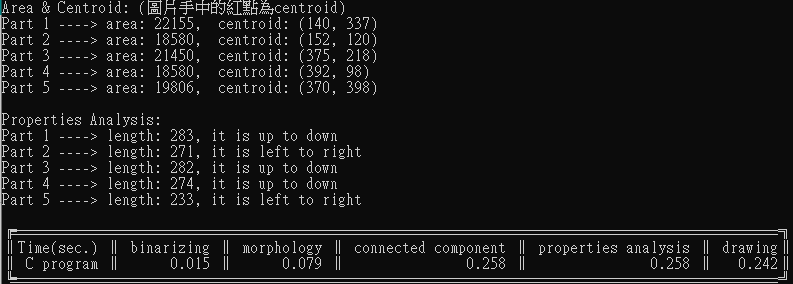 Area & Centroid: (圖片手中的紅點為centroid)
Part 1 ----> area: 22155,  centroid: (140, 337)
Part 2 ----> area: 18580,  centroid: (152, 120)
Part 3 ----> area: 21450,  centroid: (375, 218)
Part 4 ----> area: 18580,  centroid: (392, 98)
Part 5 ----> area: 19806,  centroid: (370, 398)
Properties Analysis:
Part 1 ----> length: 283, it is up to down
Part 2 ----> length: 271, it is left to right
Part 3 ----> length: 282, it is up to down
Part 4 ----> length: 274, it is up to down
Part 5 ----> length: 233, it is left to right
Time(sec.) ‖ binarizing ‖ morphology ‖ connected component ‖ properties analysis ‖ drawing
C program ‖ 0.015 ‖ 0.079 ‖ 0.258 ‖ 0.258 ‖ 0.242